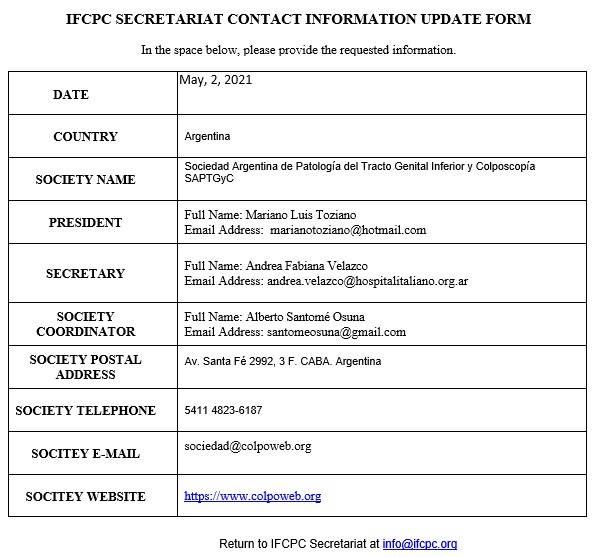 IFCPC SECRETARIAT CONTACT INFORMATION UPDATE FORM
In the space below, please provide the requested information.
DATE
May, 2, 2021
COUNTRY
Argentina
SOCIETY NAME
Sociedad Argentina de Patología del Tracto Genital Inferior y Colposcopía
SAPTGyC
PRESIDENT
Full Name: Mariano Luis Toziano
Email Address: marianotoziano@hotmail.com
SECRETARY
Full Name: Andrea Fabiana Velazco
Email Address: andrea.velazco@hospitalitaliano.org.ar
SOCIETY
COORDINATOR
Full Name: Alberto Santomé Osuna
Email Address: santomeosuna@gmail.com
SOCIETY POSTAL
ADDRESS
Av. Santa Fé 2992, 3 F. CABA. Argentina
SOCIETY TELEPHONE
5411 4823-6187
SOCITEY E-MAIL
sociedad@colpoweb.org
SOCITEY WEBSITE
https://www.colpoweb.org
Return to IFCPC Secretariat at info@ifcpc.org